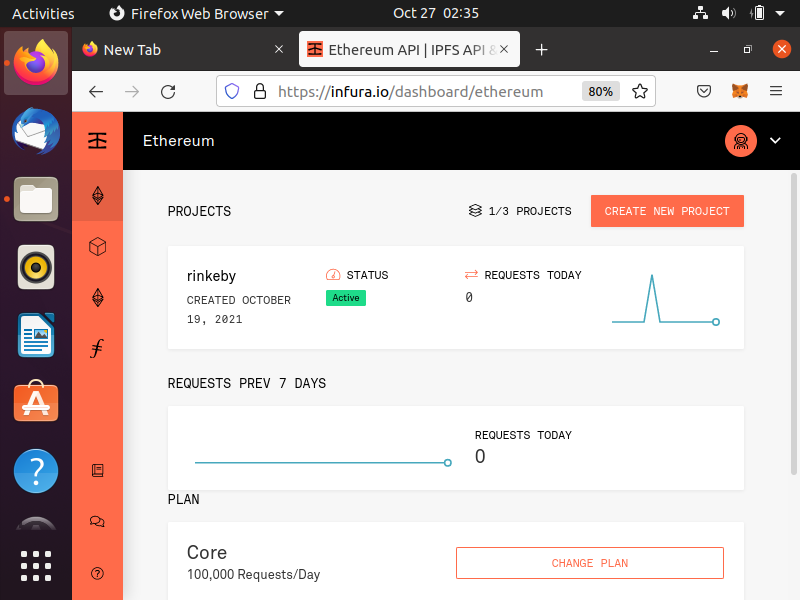 Activities
Firefox Web Browser
Oct 27 02:35
New Tab
Ethereum API | IPFS API &
https://infura.io/dashboard/ethereum
80%
Ethereum
PROJECTS
1/3 PROJECTS
CREATE NEW PROJECT
rinkeby
STATUS
REQUESTS TODAY
CREATED OCTOBER
19, 2021
Active
0
REQUESTS PREV 7 DAYS
REQUESTS TODAY
0
PLAN
Core
100,000 Requests/Day
CHANGE PLAN